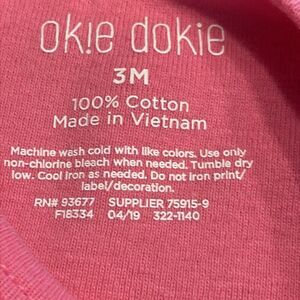 ok!e dokie
3M
100% Cotton
Made in Vietnam
Machine wash cold with like colors. Use only
non-chlorine bleach when needed. Tumble dry
low. Cool iron as needed. Do not iron print/
label/decoration.
RN# 93677 SUPPLIER 75915-9
F18334 04/19 322-1140